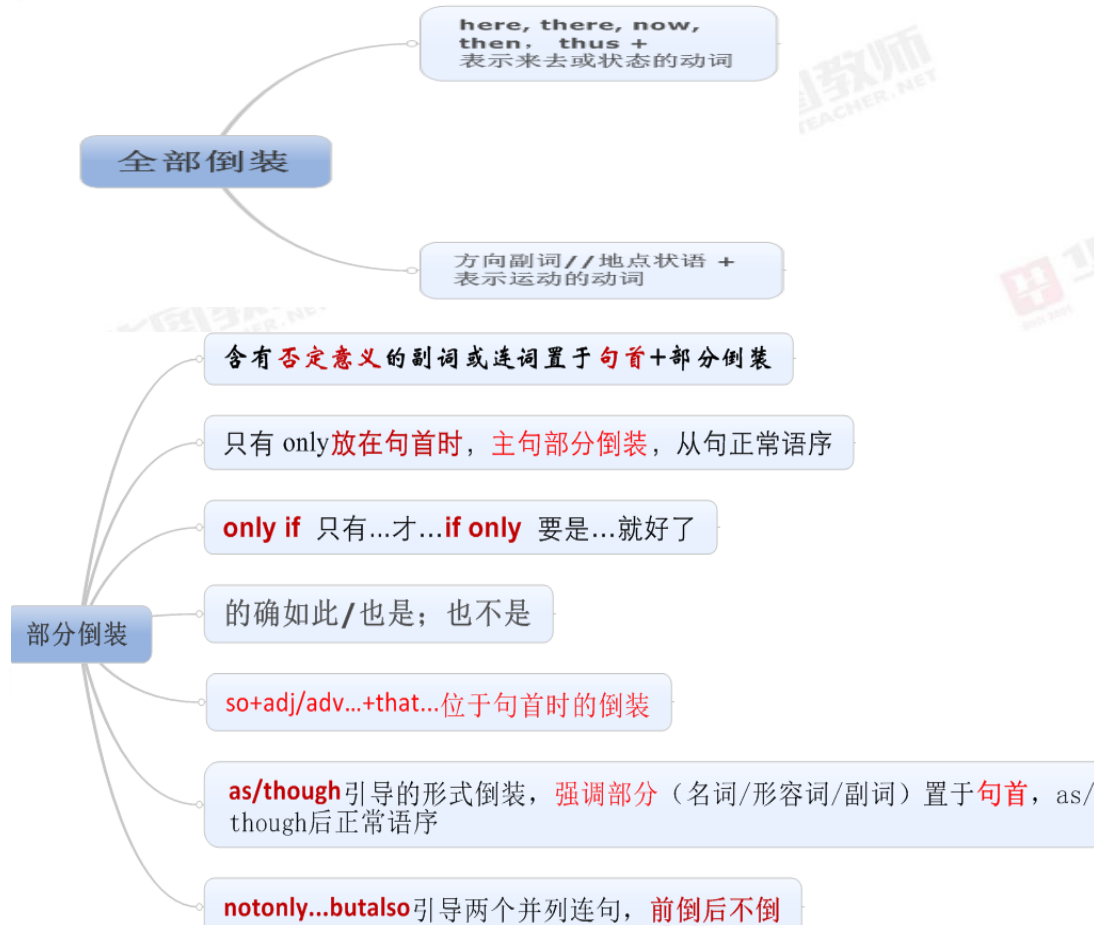 here, there, now,
then， thus +
表示来去或状态的动词
全部倒装
方向副词//地点状语 +
表示运动的动词
含有否定意义的副词或连词置于句首+部分倒装
只有 only放在句首时，主句部分倒装，从句正常语序
only if 只有…才…if only 要是…就好了
部分倒装
的确如此/也是；也不是
so+adj/adv…+that…位于句首时的倒装
as/though引导的形式倒装，强调部分（名词/形容词/副词）置于句首，as/
though后正常语序
notonly...butalso引导两个并列连句，前倒后不倒
教师
TEACHER.NET